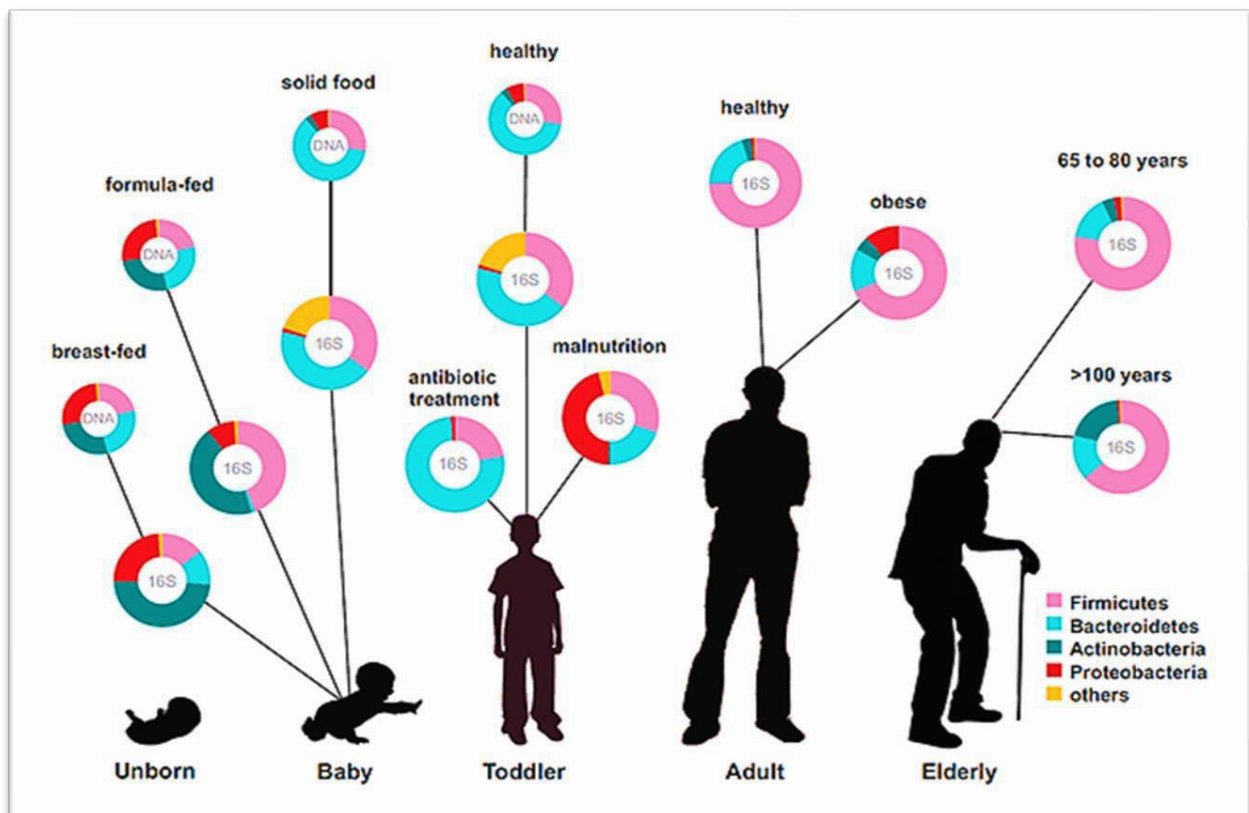 healthy
solid food
DNA
DNA
healthy
formula-fed
16S
65 to 80 years
obese
DNA
16S
16S
16S
breast-fed
16S
malnutrition
antibiotic
treatment
>100 years
DNA
16S
16S
16S
16S
16S
Firmicutes
Bacteroidetes
Actinobacteria
Proteobacteria
others
Unborn
Baby
Toddler
Adult
Elderly